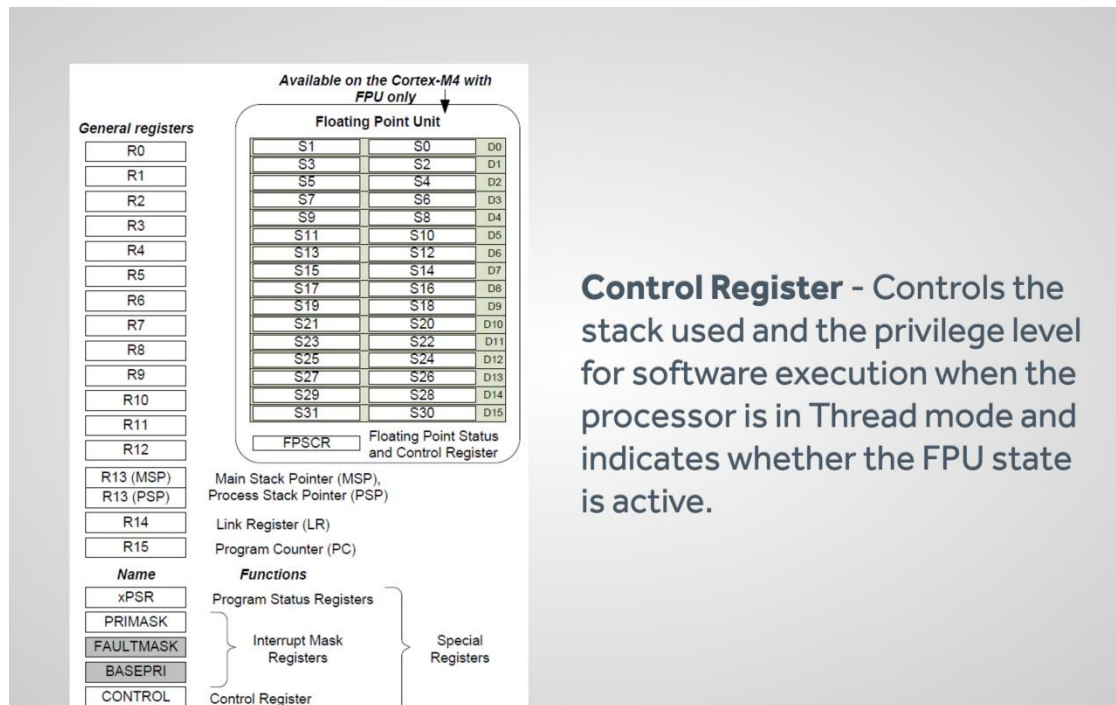 Available on the Cortex-M4 with
FPU only
General registers
R0
R1
R2
R3
R4
R5
R6
R7
R8
R9
R10
R11
R12
R13 (MSP)
R13 (PSP)
Main Stack Pointer (MSP),
Process Stack Pointer (PSP)
R14
Link Register (LR)
R15
Program Counter (PC)
Floating Point Unit
S1 S0 D0
S3 S2 D1
S5 S4 D2
S7 S6 D3
S9 S8 D4
S11 S10 D5
S13 S12 D6
S15 S14 D7
S17 S16 D8
S19 S18 D9
S21 S20 D10
S23 S22 D11
S25 S24 D12
S27 S26 D13
S29 S28 D14
S31 S30 D15
FPSCR
Floating Point Status
and Control Register
Name Functions
xPSR Program Status Registers
PRIMASK
FAULTMASK
BASEPRI
Interrupt Mask
Registers
Special
Registers
CONTROL Control Register
Control Register - Controls the
stack used and the privilege level
for software execution when the
processor is in Thread mode and
indicates whether the FPU state
is active.